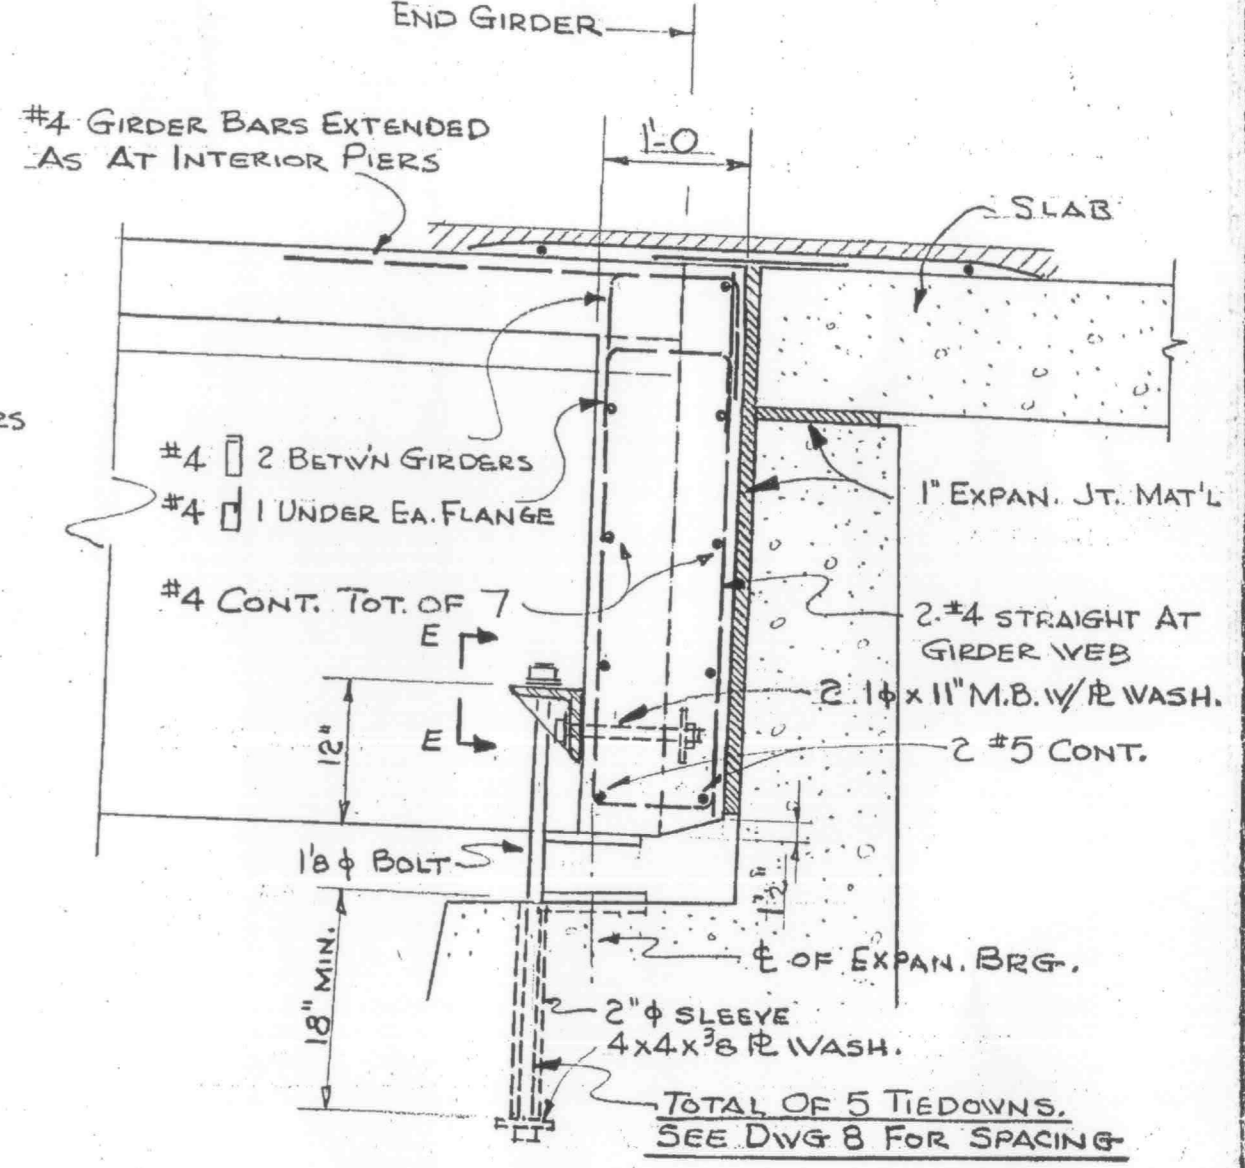 END GIRDER
#4 GIRDER BARS EXTENDED
AS AT INTERIOR PIERS
1'-0
SLAB
#4 2 BETW'N GIRDERS
#4 1 UNDER EA. FLANGE
1" EXPAN. JT. MAT'L
#4 CONT. TOT. OF 7
2-#4 STRAIGHT AT
GIRDER WEB
E
2 1φ x 11" M.B. W/ ℞ WASH.
E
2 #5 CONT.
12"
1'8 φ BOLT
1½"
℄ OF EXPAN. BRG.
18" MIN.
2" φ SLEEVE
4x4x⅜ ℞ WASH.
TOTAL OF 5 TIEDOWNS.
SEE DWG 8 FOR SPACING